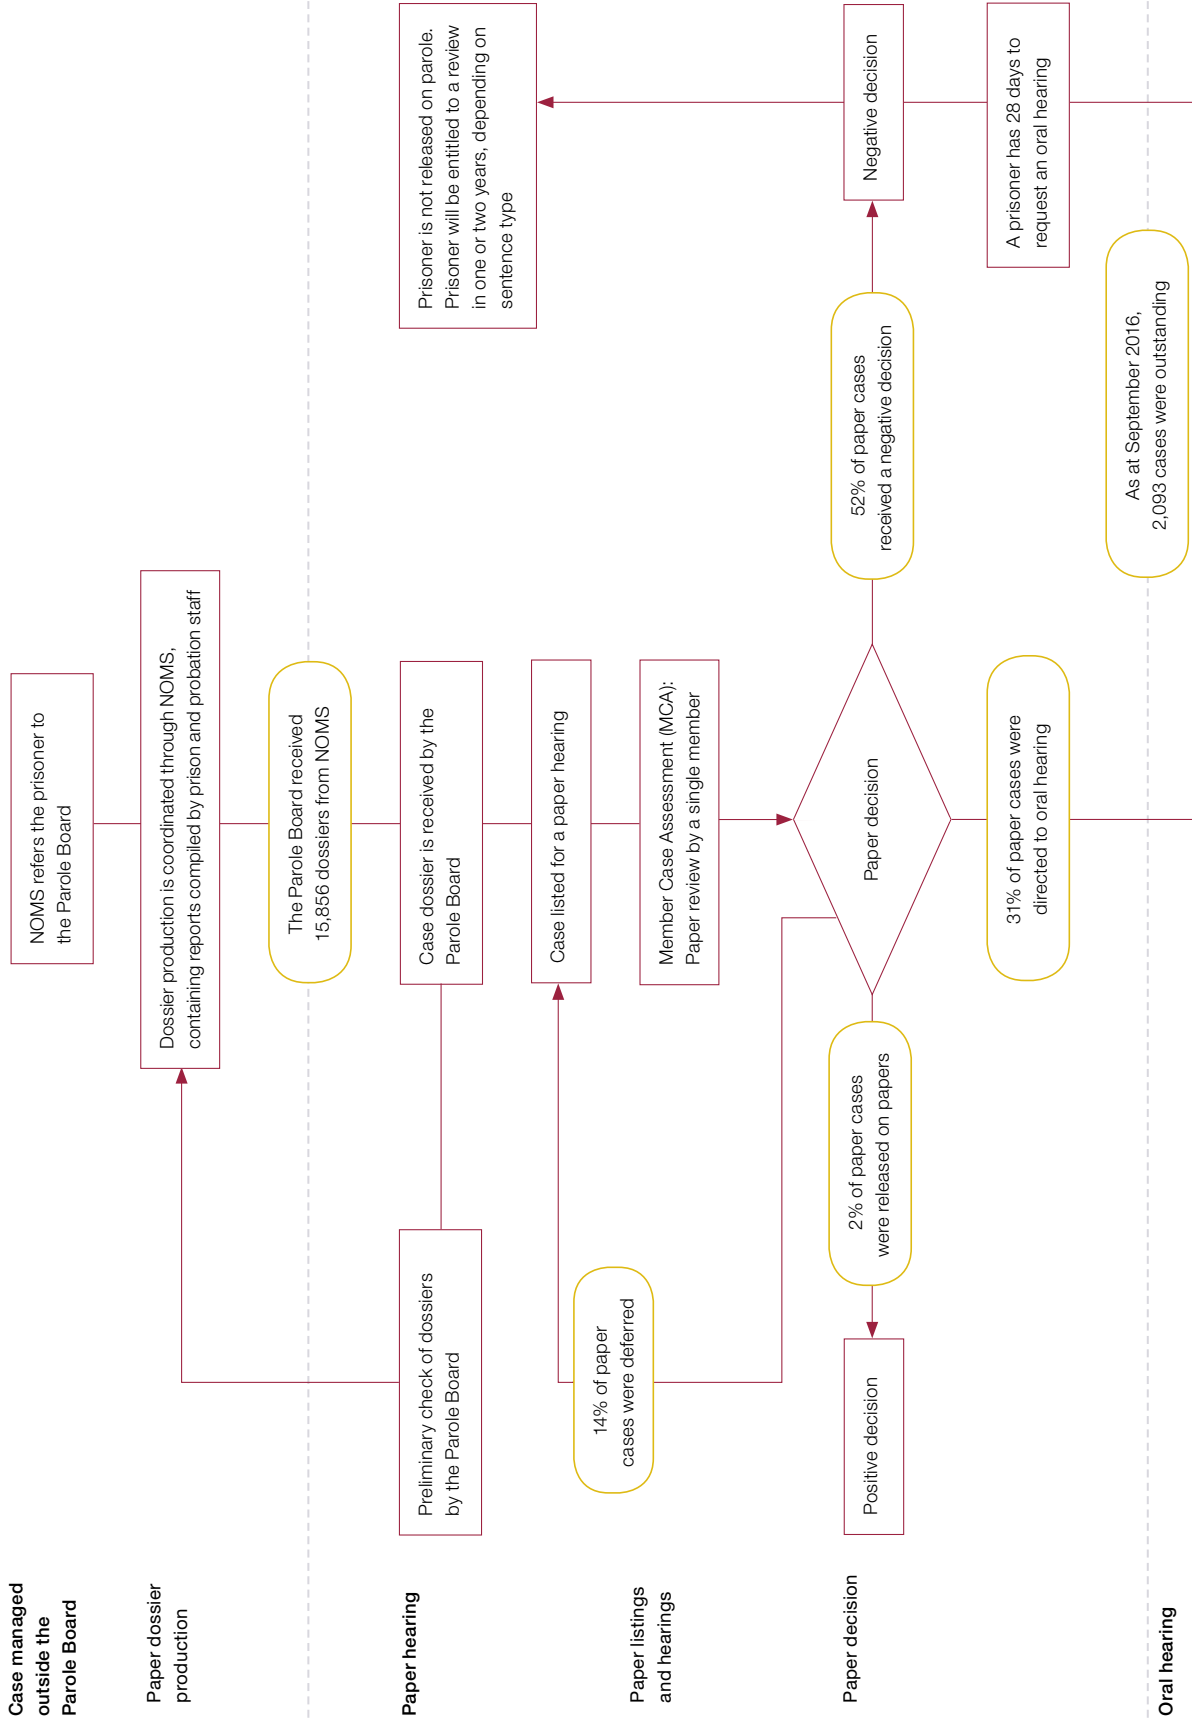 Case managed
outside the
Parole Board
NOMS refers the prisoner to
the Parole Board
Paper dossier
production
Dossier production is coordinated through NOMS,
containing reports compiled by prison and probation staff
The Parole Board received
15,856 dossiers from NOMS
Paper hearing
Preliminary check of dossiers
by the Parole Board
Case dossier is received by the
Parole Board
Prisoner is not released on parole.
Prisoner will be entitled to a review
in one or two years, depending on
sentence type
Case listed for a paper hearing
14% of paper
cases were deferred
Paper listings
and hearings
Member Case Assessment (MCA):
Paper review by a single member
Paper decision
Positive decision
2% of paper cases
were released on papers
Paper decision
52% of paper cases
received a negative decision
Negative decision
31% of paper cases were
directed to oral hearing
A prisoner has 28 days to
request an oral hearing
As at September 2016,
2,093 cases were outstanding
Oral hearing